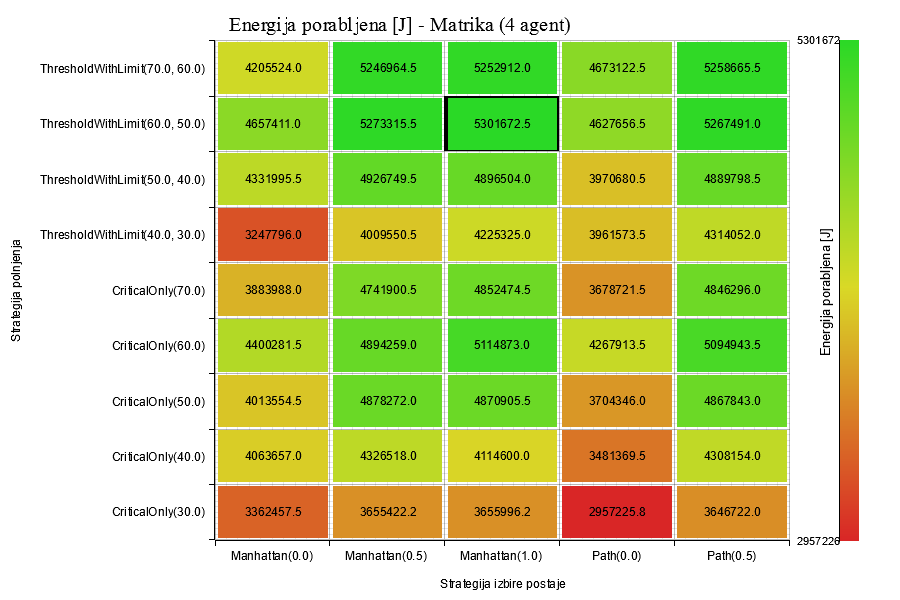 Energija porabljena [J] - Matrika (4 agent)
5301672
ThresholdWithLimit(70.0, 60.0) 4205524.0 5246964.5 5252912.0 4673122.5 5258665.5
ThresholdWithLimit(60.0, 50.0) 4657411.0 5273315.5 5301672.5 4627656.5 5267491.0
ThresholdWithLimit(50.0, 40.0) 4331995.5 4926749.5 4896504.0 3970680.5 4889798.5
ThresholdWithLimit(40.0, 30.0) 3247796.0 4009550.5 4225325.0 3961573.5 4314052.0
CriticalOnly(70.0) 3883988.0 4741900.5 4852474.5 3678721.5 4846296.0
CriticalOnly(60.0) 4400281.5 4894259.0 5114873.0 4267913.5 5094943.5
CriticalOnly(50.0) 4013554.5 4878272.0 4870905.5 3704346.0 4867843.0
CriticalOnly(40.0) 4063657.0 4326518.0 4114600.0 3481369.5 4308154.0
CriticalOnly(30.0) 3362457.5 3655422.2 3655996.2 2957225.8 3646722.0
Strategija polnjenja
Energija porabljena [J]
2957226
Manhattan(0.0) Manhattan(0.5) Manhattan(1.0) Path(0.0) Path(0.5)
Strategija izbire postaje